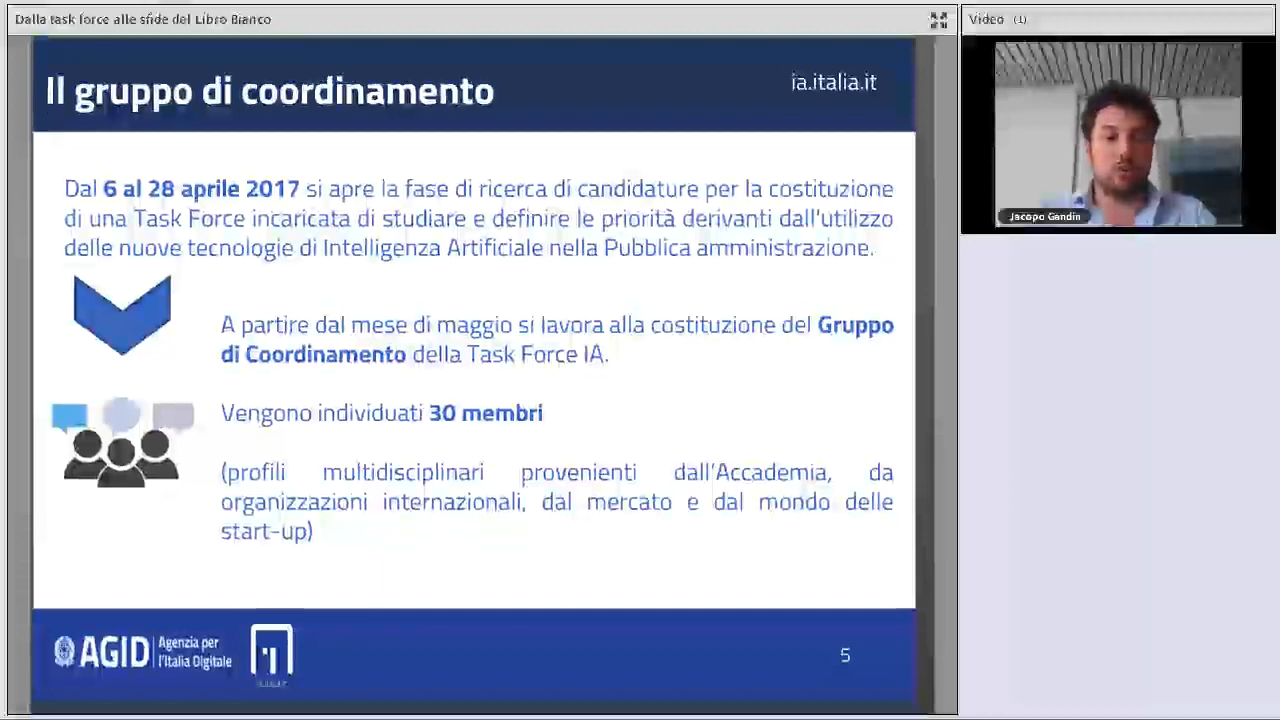 Dalla task force alle sfide del Libro Bianco
Video (1)
Il gruppo di coordinamento
ia.italia.it
Jacopo Gandin
Dal 6 al 28 aprile 2017 si apre la fase di ricerca di candidature per la costituzione
di una Task Force incaricata di studiare e definire le priorità derivanti dall'utilizzo
delle nuove tecnologie di Intelligenza Artificiale nella Pubblica amministrazione.
A partire dal mese di maggio si lavora alla costituzione del Gruppo
di Coordinamento della Task Force IA.
Vengono individuati 30 membri
(profili multidisciplinari provenienti dall'Accademia, da
organizzazioni internazionali, dal mercato e dal mondo delle
start-up)
AGID Agenzia per
l'Italia Digitale
5